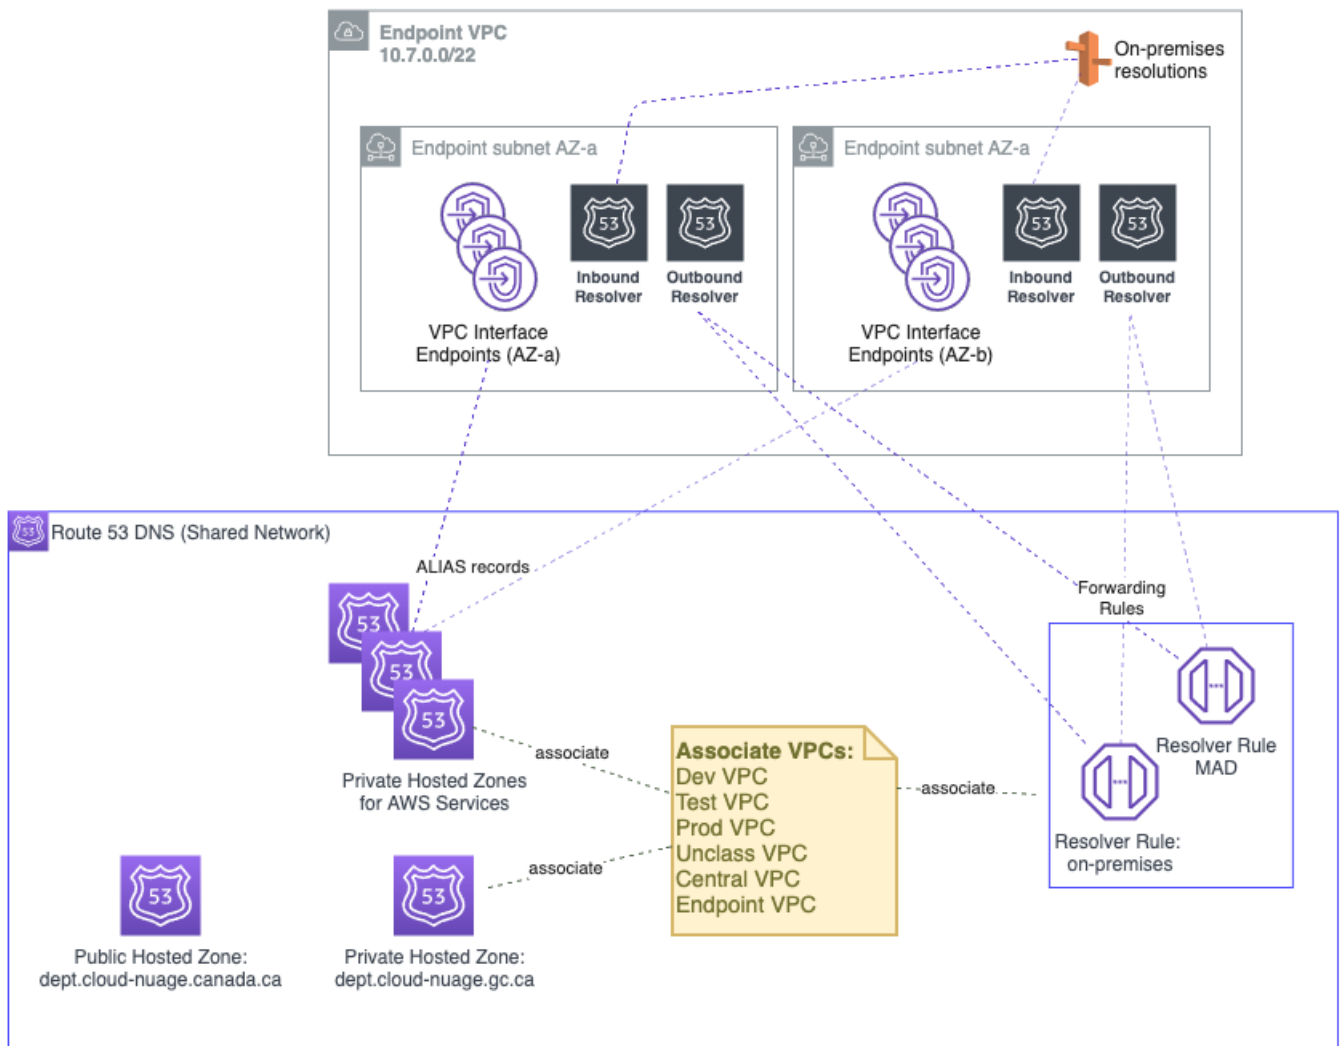 Endpoint VPC
10.7.0.0/22
On-premises
resolutions
Endpoint subnet AZ-a
53
Inbound
Resolver
53
Outbound
Resolver
VPC Interface
Endpoints (AZ-a)
Endpoint subnet AZ-a
53
Inbound
Resolver
53
Outbound
Resolver
VPC Interface
Endpoints (AZ-b)
53
Route 53 DNS (Shared Network)
ALIAS records
53
53
53
Private Hosted Zones
for AWS Services
associate
associate
Associate VPCs:
Dev VPC
Test VPC
Prod VPC
Unclass VPC
Central VPC
Endpoint VPC
associate
Forwarding
Rules
Resolver Rule
MAD
Resolver Rule:
on-premises
53
Public Hosted Zone:
dept.cloud-nuage.canada.ca
53
Private Hosted Zone:
dept.cloud-nuage.gc.ca